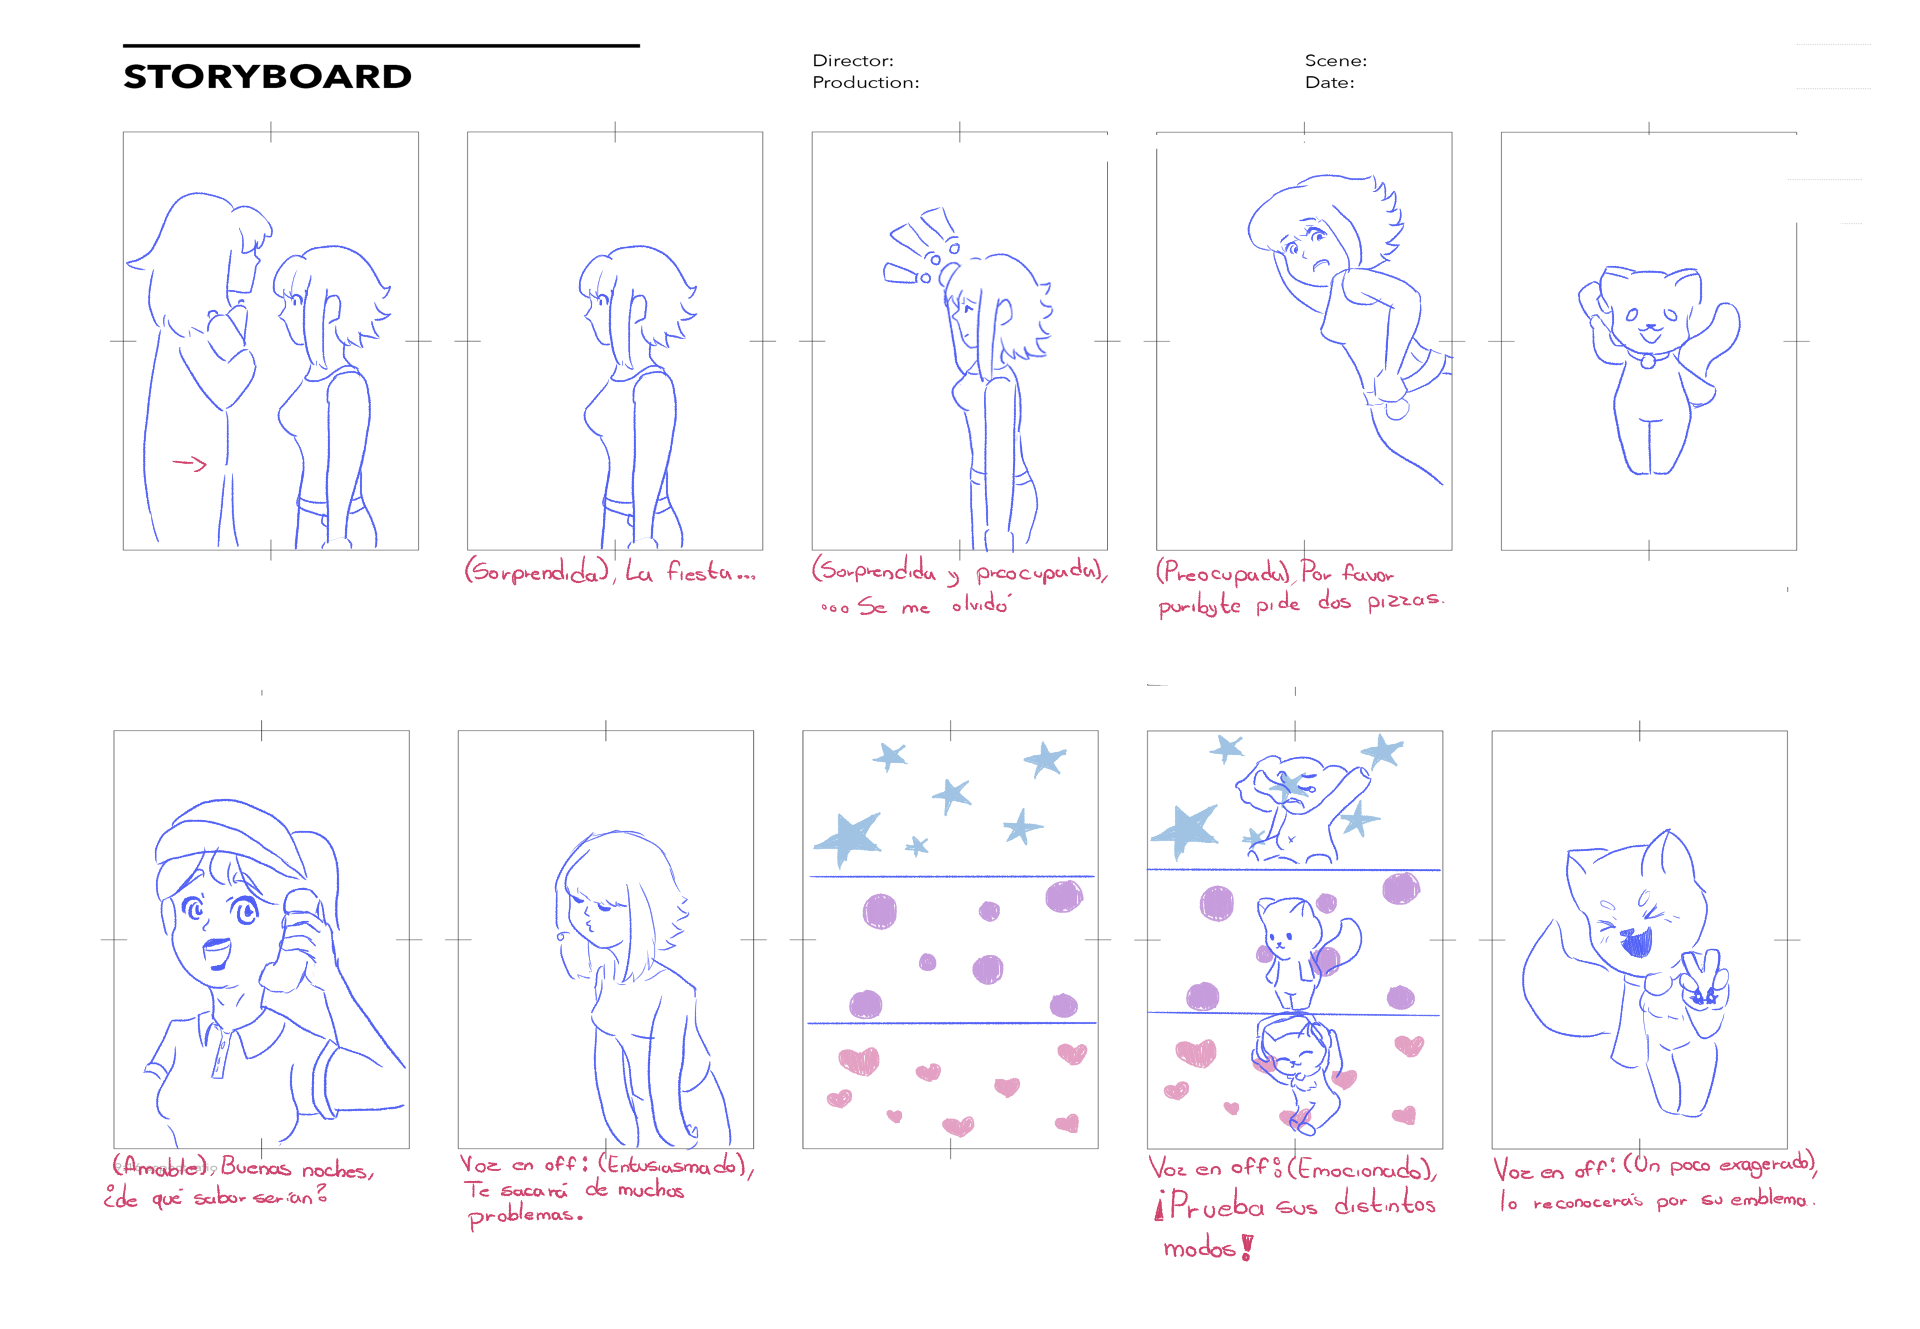 STORYBOARD
Director:
Production:
Scene:
Date:
(Sorprendida), La fiesta...
(Sorprendida y preocupada),
... Se me olvidó
(Preocupada), Por favor
puribyte pide dos pizzas.
(Amable), Buenas noches,
¿de qué sabor serían?
Voz en off: (Entusiasmado),
Te sacará de muchos
problemas.
Voz en off: (Emocionado),
¡Prueba sus distintos
modos!
Voz en off: (Un poco exagerado),
lo reconocerás por su emblema.